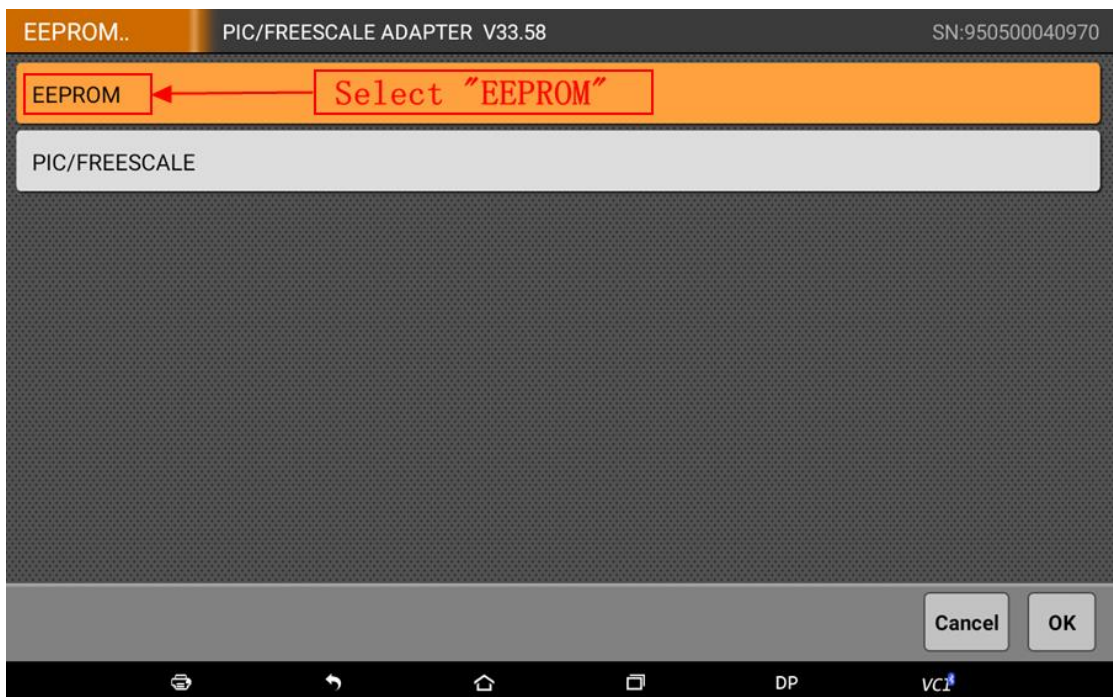 EEPROM.. PIC/FREESCALE ADAPTER V33.58 SN:950500040970
EEPROM Select "EEPROM"
PIC/FREESCALE
Cancel OK
DP VCI